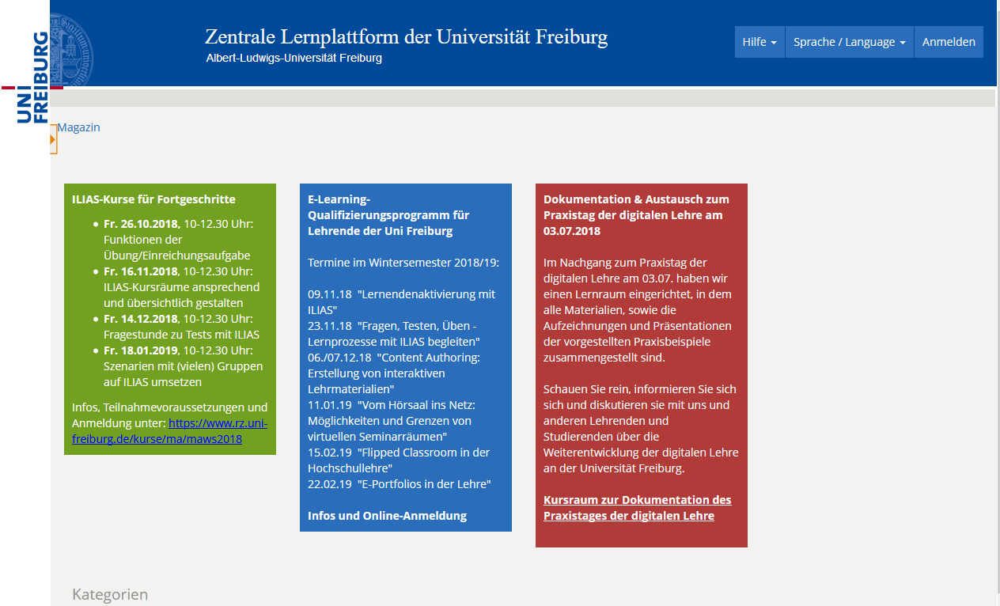 UNI
FREIBURG
Zentrale Lernplattform der Universität Freiburg
Albert-Ludwigs-Universität Freiburg
Hilfe
Sprache / Language
Anmelden
Magazin
ILIAS-Kurse für Fortgeschritte
• Fr. 26.10.2018, 10-12.30 Uhr:
Funktionen der
Übung/Einreichungsaufgabe
• Fr. 16.11.2018, 10-12.30 Uhr:
ILIAS-Kursräume ansprechend
und übersichtlich gestalten
• Fr. 14.12.2018, 10-12.30 Uhr:
Fragestunde zu Tests mit ILIAS
• Fr. 18.01.2019, 10-12.30 Uhr:
Szenarien mit (vielen) Gruppen
auf ILIAS umsetzen
Infos, Teilnahmevoraussetzungen und
Anmeldung unter: https://www.rz.uni-
freiburg.de/kurse/ma/maws2018
E-Learning-
Qualifizierungsprogramm für
Lehrende der Uni Freiburg
Termine im Wintersemester 2018/19:
09.11.18 "Lernendenaktivierung mit
ILIAS"
23.11.18 "Fragen, Testen, Üben -
Lernprozesse mit ILIAS begleiten"
06./07.12.18 "Content Authoring:
Erstellung von interaktiven
Lehrmaterialien"
11.01.19 "Vom Hörsaal ins Netz:
Möglichkeiten und Grenzen von
virtuellen Seminarräumen"
15.02.19 "Flipped Classroom in der
Hochschullehre"
22.02.19 "E-Portfolios in der Lehre"
Infos und Online-Anmeldung
Dokumentation & Austausch zum
Praxistag der digitalen Lehre am
03.07.2018
Im Nachgang zum Praxistag der
digitalen Lehre am 03.07. haben wir
einen Lernraum eingerichtet, in dem
alle Materialien, sowie die
Aufzeichnungen und Präsentationen
der vorgestellten Praxisbeispiele
zusammengestellt sind.
Schauen Sie rein, informieren Sie sich
sich und diskutieren sie mit uns und
anderen Lehrenden und
Studierenden über die
Weiterentwicklung der digitalen Lehre
an der Universität Freiburg.
Kursraum zur Dokumentation des
Praxistages der digitalen Lehre
Kategorien